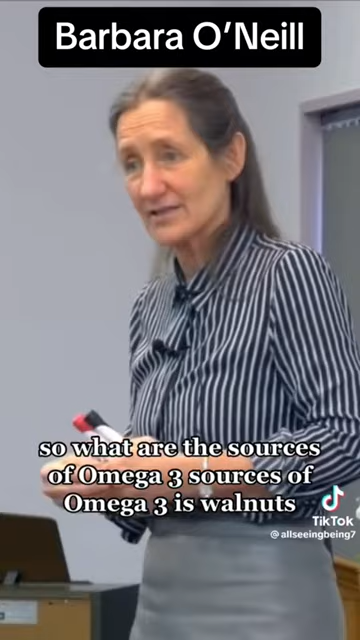 Barbara O’Neill
so what are the sources
of Omega 3 sources of
Omega 3 is walnuts
TikTok
@allseeingbeing7